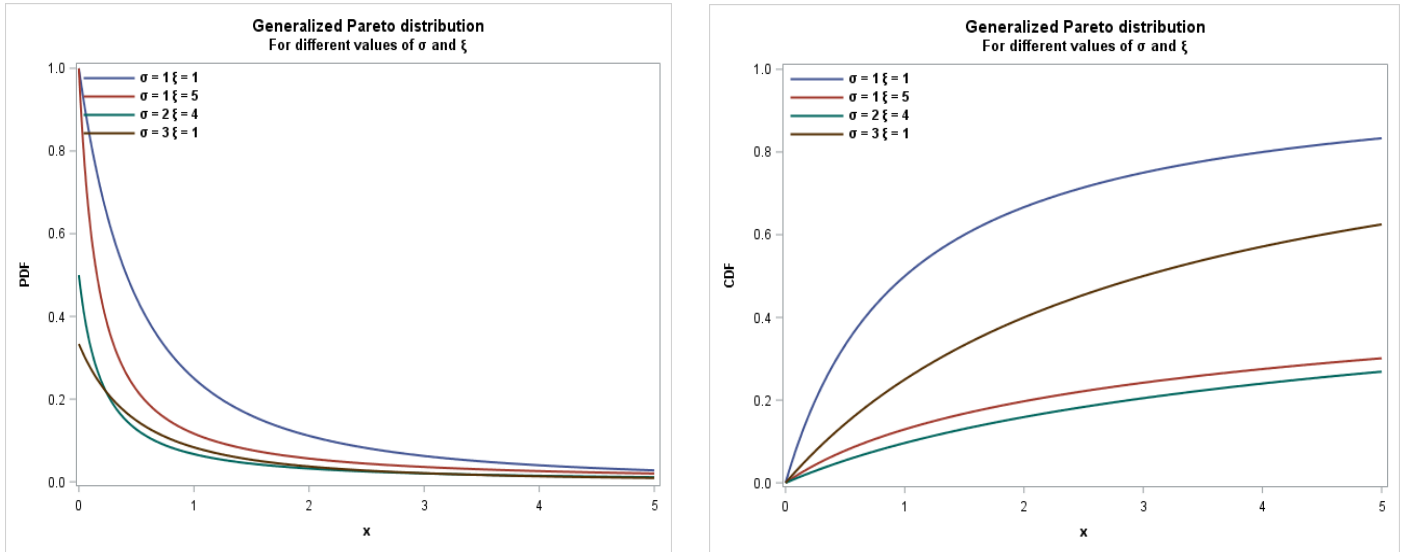 Generalized Pareto distribution
For different values of σ and ξ
σ = 1 ξ = 1
σ = 1 ξ = 5
σ = 2 ξ = 4
σ = 3 ξ = 1
1.0
0.8
0.6
0.4
0.2
0.0
PDF
0 1 2 3 4 5
x
Generalized Pareto distribution
For different values of σ and ξ
σ = 1 ξ = 1
σ = 1 ξ = 5
σ = 2 ξ = 4
σ = 3 ξ = 1
1.0
0.8
0.6
0.4
0.2
0.0
CDF
0 1 2 3 4 5
x